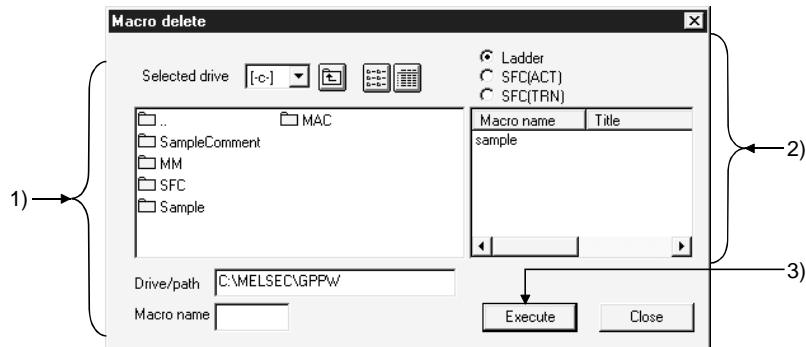 Macro delete
Selected drive [-c-]
Ladder
SFC(ACT)
SFC(TRN)
.. MAC
SampleComment
MM
SFC
Sample
Macro name Title
sample
Drive/path C:\MELSEC\GPPW
Macro name
Execute Close
1)
2)
3)